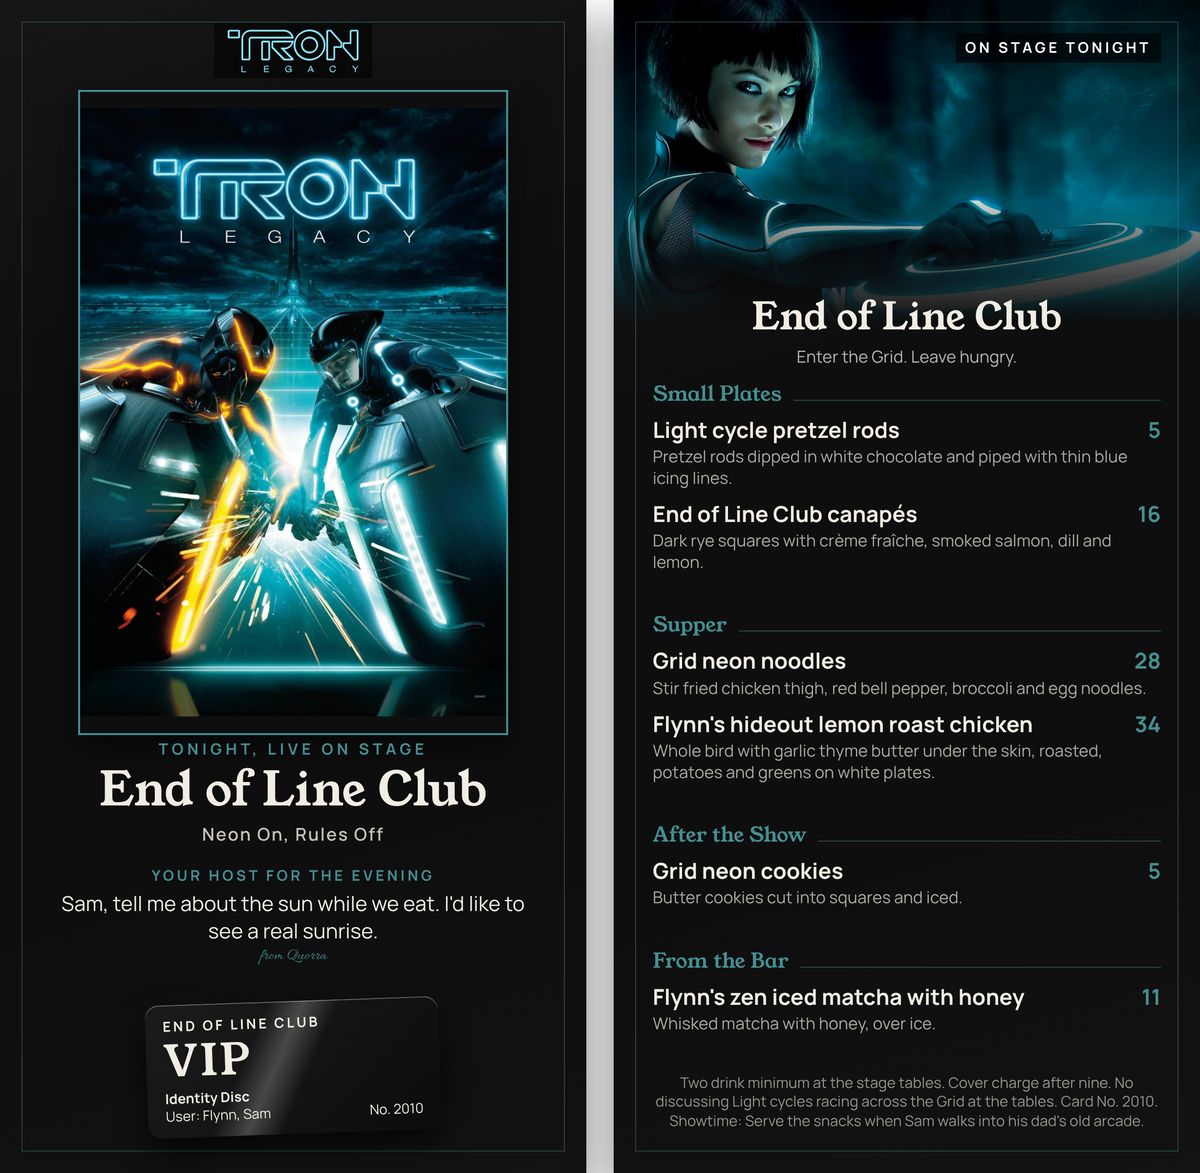 TRON
LEGACY
TRON
LEGACY
TONIGHT, LIVE ON STAGE
End of Line Club
Neon On, Rules Off
YOUR HOST FOR THE EVENING
Sam, tell me about the sun while we eat. I'd like to
see a real sunrise.
from Quorra
END OF LINE CLUB
VIP
Identity Disc
User: Flynn, Sam
No. 2010
ON STAGE TONIGHT
End of Line Club
Enter the Grid. Leave hungry.
Small Plates
Light cycle pretzel rods 5
Pretzel rods dipped in white chocolate and piped with thin blue
icing lines.
End of Line Club canapés 16
Dark rye squares with crème fraîche, smoked salmon, dill and
lemon.
Supper
Grid neon noodles 28
Stir fried chicken thigh, red bell pepper, broccoli and egg noodles.
Flynn's hideout lemon roast chicken 34
Whole bird with garlic thyme butter under the skin, roasted,
potatoes and greens on white plates.
After the Show
Grid neon cookies 5
Butter cookies cut into squares and iced.
From the Bar
Flynn's zen iced matcha with honey 11
Whisked matcha with honey, over ice.
Two drink minimum at the stage tables. Cover charge after nine. No
discussing Light cycles racing across the Grid at the tables. Card No. 2010.
Showtime: Serve the snacks when Sam walks into his dad's old arcade.